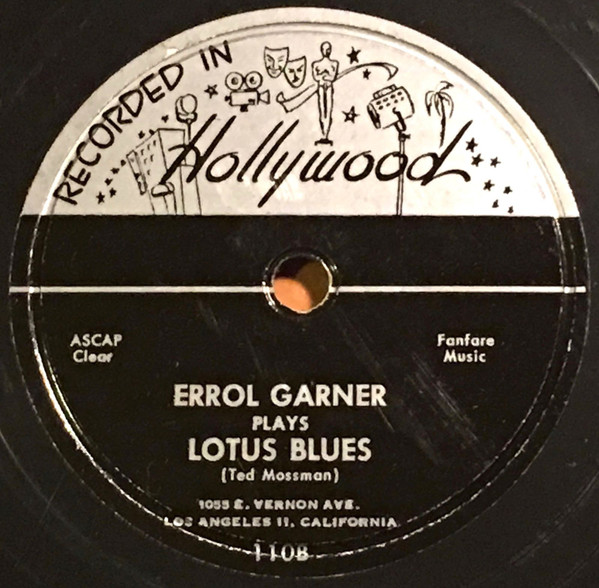 RECORDED IN
Hollywood
ASCAP
Clear
Fanfare
Music
ERROL GARNER
PLAYS
LOTUS BLUES
(Ted Mossman)
1055 E. VERNON AVE.
LOS ANGELES 11, CALIFORNIA
110B